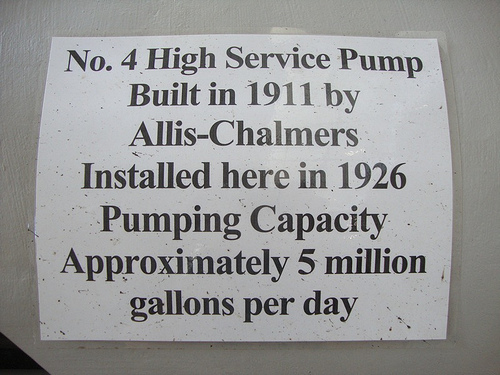 No. 4 High Service Pump
Built in 1911 by
Allis-Chalmers
Installed here in 1926
Pumping Capacity
Approximately 5 million
gallons per day